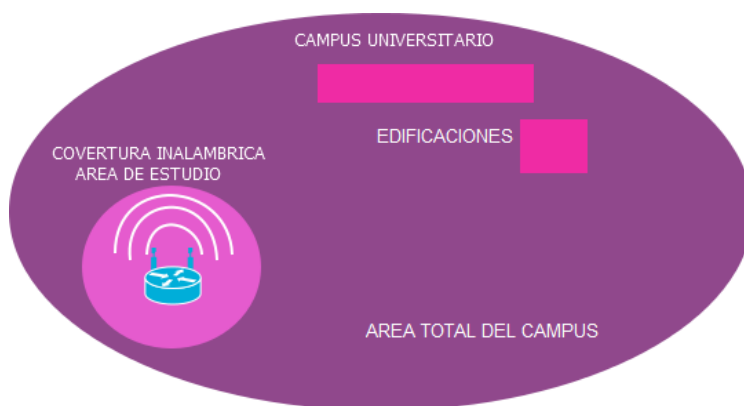 CAMPUS UNIVERSITARIO
EDIFICACIONES
COVERTURA INALAMBRICA
AREA DE ESTUDIO
AREA TOTAL DEL CAMPUS